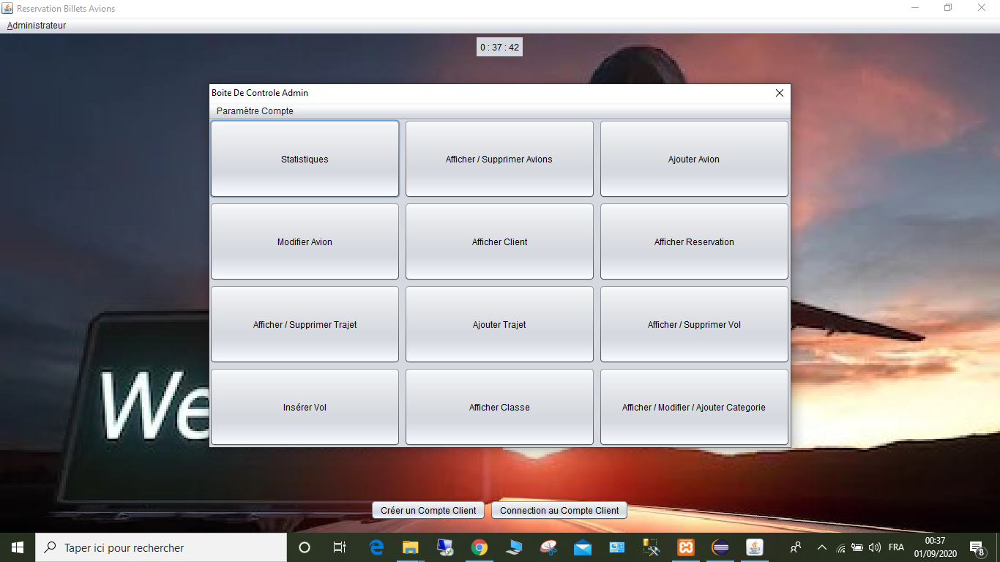 Reservation Billets Avions
Administrateur
0 : 37 : 42
Boite De Controle Admin
Paramètre Compte
Statistiques
Afficher / Supprimer Avions
Ajouter Avion
Modifier Avion
Afficher Client
Afficher Reservation
Afficher / Supprimer Trajet
Ajouter Trajet
Afficher / Supprimer Vol
Insérer Vol
Afficher Classe
Afficher / Modifier / Ajouter Categorie
We
Créer un Compte Client
Connection au Compte Client
Taper ici pour rechercher
FRA
00:37
01/09/2020
8